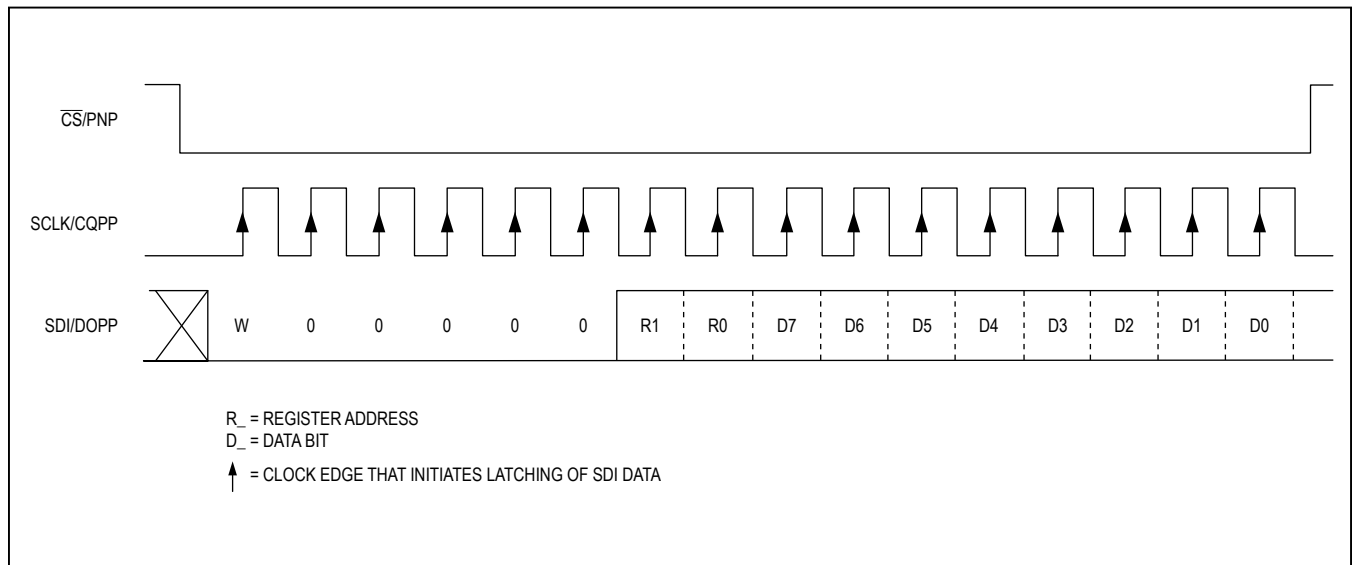 C̅S̅/PNP
SCLK/CQPP
SDI/DOPP W 0 0 0 0 0 R1 R0 D7 D6 D5 D4 D3 D2 D1 D0
R_ = REGISTER ADDRESS
D_ = DATA BIT
= CLOCK EDGE THAT INITIATES LATCHING OF SDI DATA